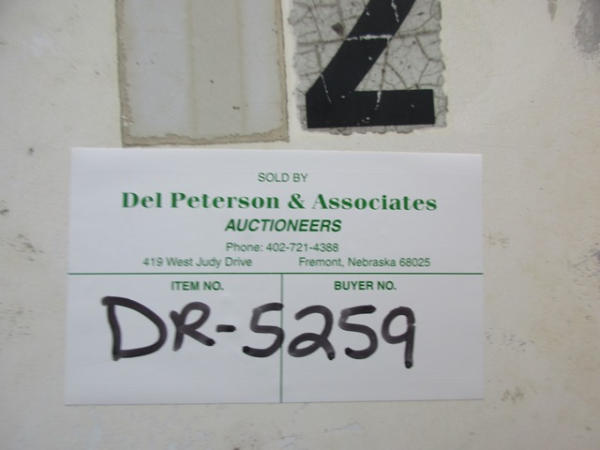 2
SOLD BY
Del Peterson & Associates
AUCTIONEERS
Phone: 402-721-4388
419 West Judy Drive Fremont, Nebraska 68025
ITEM NO. BUYER NO.
DR-5259